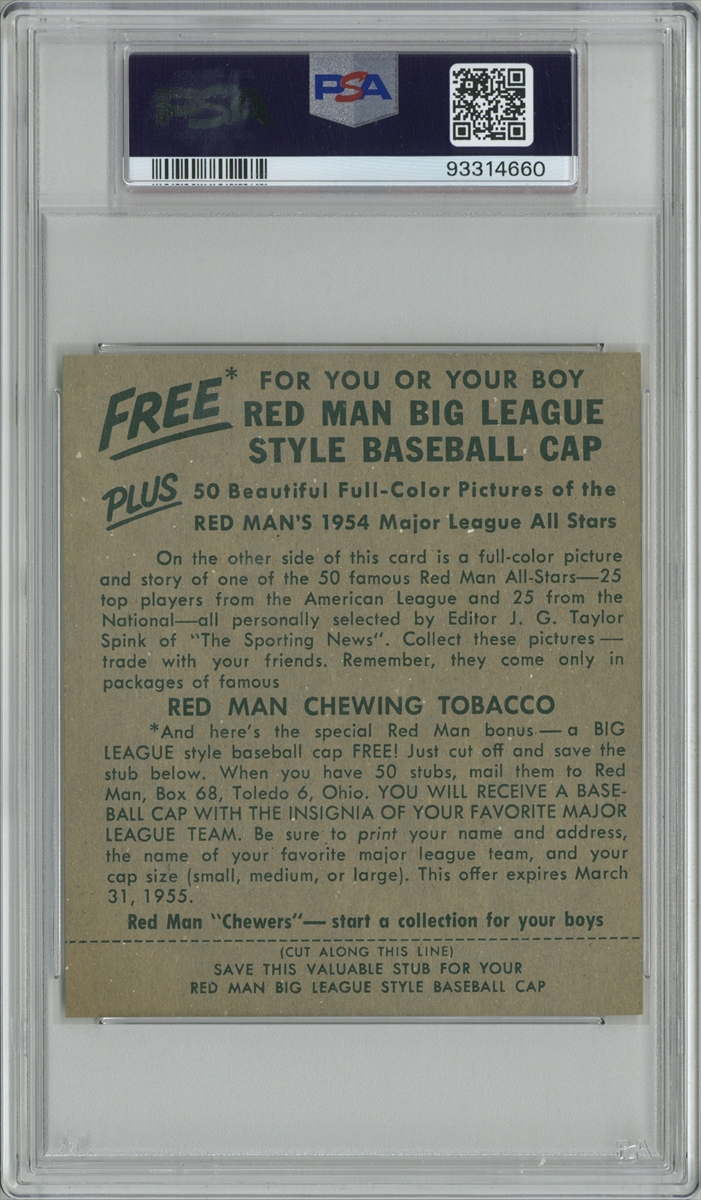 PSA
PSA
93314660
FREE* FOR YOU OR YOUR BOY
RED MAN BIG LEAGUE
STYLE BASEBALL CAP
PLUS 50 Beautiful Full-Color Pictures of the
RED MAN'S 1954 Major League All Stars
On the other side of this card is a full-color picture
and story of one of the 50 famous Red Man All-Stars—25
top players from the American League and 25 from the
National—all personally selected by Editor J. G. Taylor
Spink of "The Sporting News". Collect these pictures—
trade with your friends. Remember, they come only in
packages of famous
RED MAN CHEWING TOBACCO
*And here's the special Red Man bonus—a BIG
LEAGUE style baseball cap FREE! Just cut off and save the
stub below. When you have 50 stubs, mail them to Red
Man, Box 68, Toledo 6, Ohio. YOU WILL RECEIVE A BASE-
BALL CAP WITH THE INSIGNIA OF YOUR FAVORITE MAJOR
LEAGUE TEAM. Be sure to print your name and address,
the name of your favorite major league team, and your
cap size (small, medium, or large). This offer expires March
31, 1955.
Red Man "Chewers"—start a collection for your boys
(CUT ALONG THIS LINE)
SAVE THIS VALUABLE STUB FOR YOUR
RED MAN BIG LEAGUE STYLE BASEBALL CAP
PSA